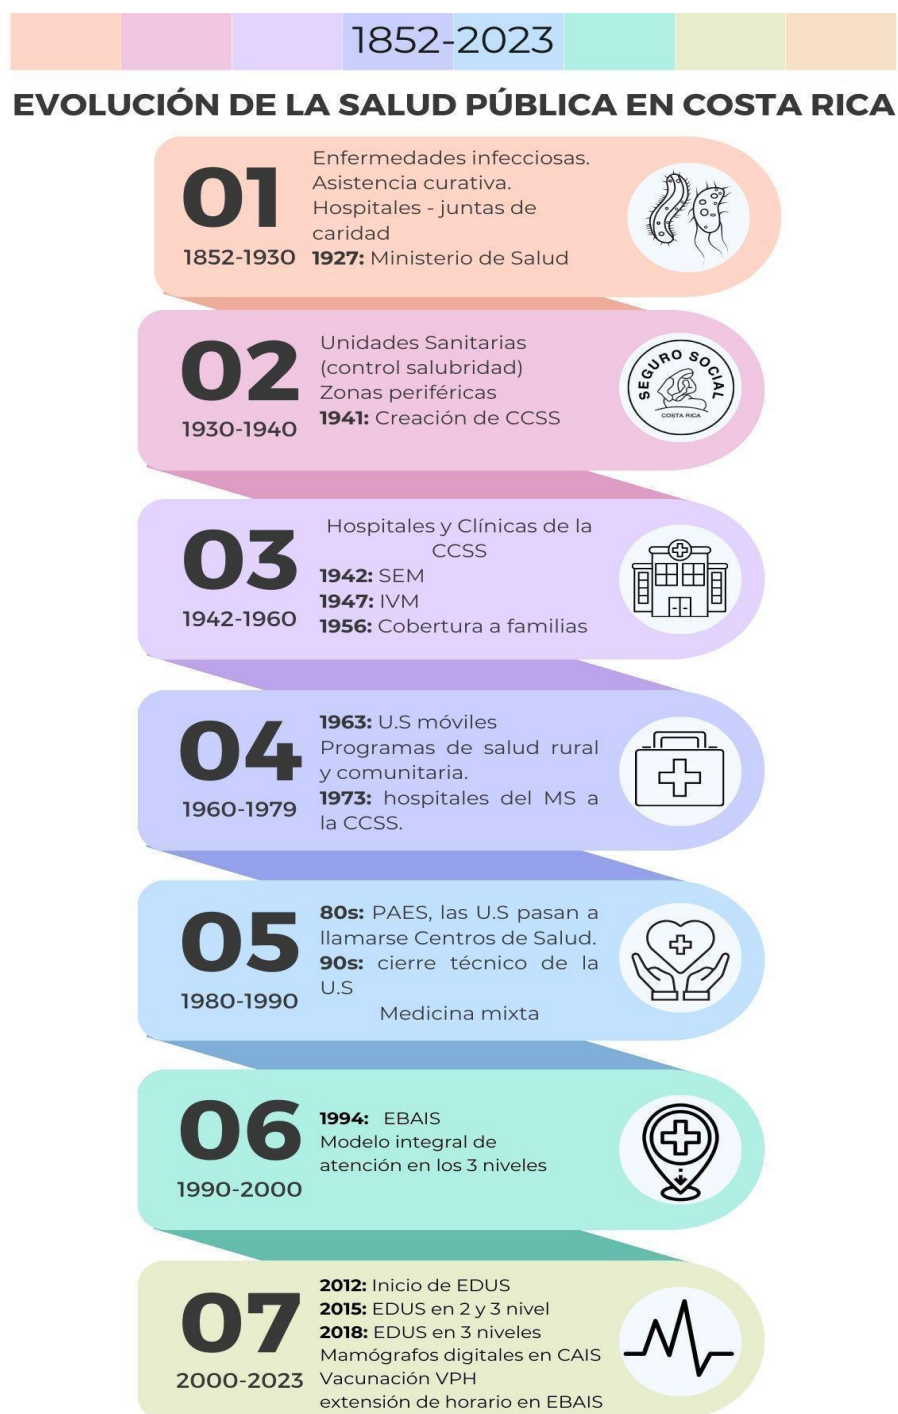 1852-2023
EVOLUCIÓN DE LA SALUD PÚBLICA EN COSTA RICA
01
1852-1930
Enfermedades infecciosas.
Asistencia curativa.
Hospitales - juntas de
caridad
1927: Ministerio de Salud
02
1930-1940
Unidades Sanitarias
(control salubridad)
Zonas periféricas
1941: Creación de CCSS
SEGURO SOCIAL
COSTA RICA
03
1942-1960
Hospitales y Clínicas de la
CCSS
1942: SEM
1947: IVM
1956: Cobertura a familias
04
1960-1979
1963: U.S móviles
Programas de salud rural
y comunitaria.
1973: hospitales del MS a
la CCSS.
05
1980-1990
80s: PAES, las U.S pasan a
llamarse Centros de Salud.
90s: cierre técnico de la
U.S
Medicina mixta
06
1990-2000
1994: EBAIS
Modelo integral de
atención en los 3 niveles
07
2000-2023
2012: Inicio de EDUS
2015: EDUS en 2 y 3 nivel
2018: EDUS en 3 niveles
Mamógrafos digitales en CAIS
Vacunación VPH
extensión de horario en EBAIS